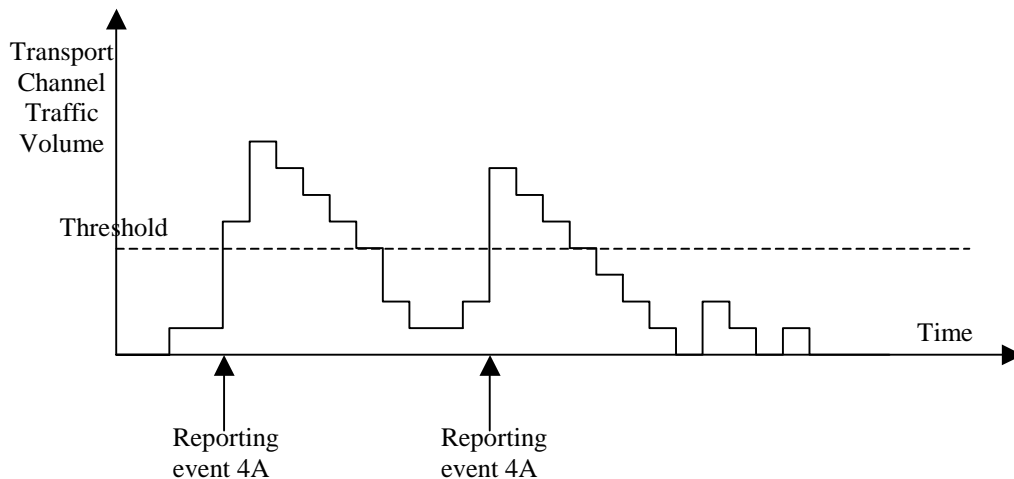 Transport
Channel
Traffic
Volume
Threshold
Time
Reporting
event 4A
Reporting
event 4A